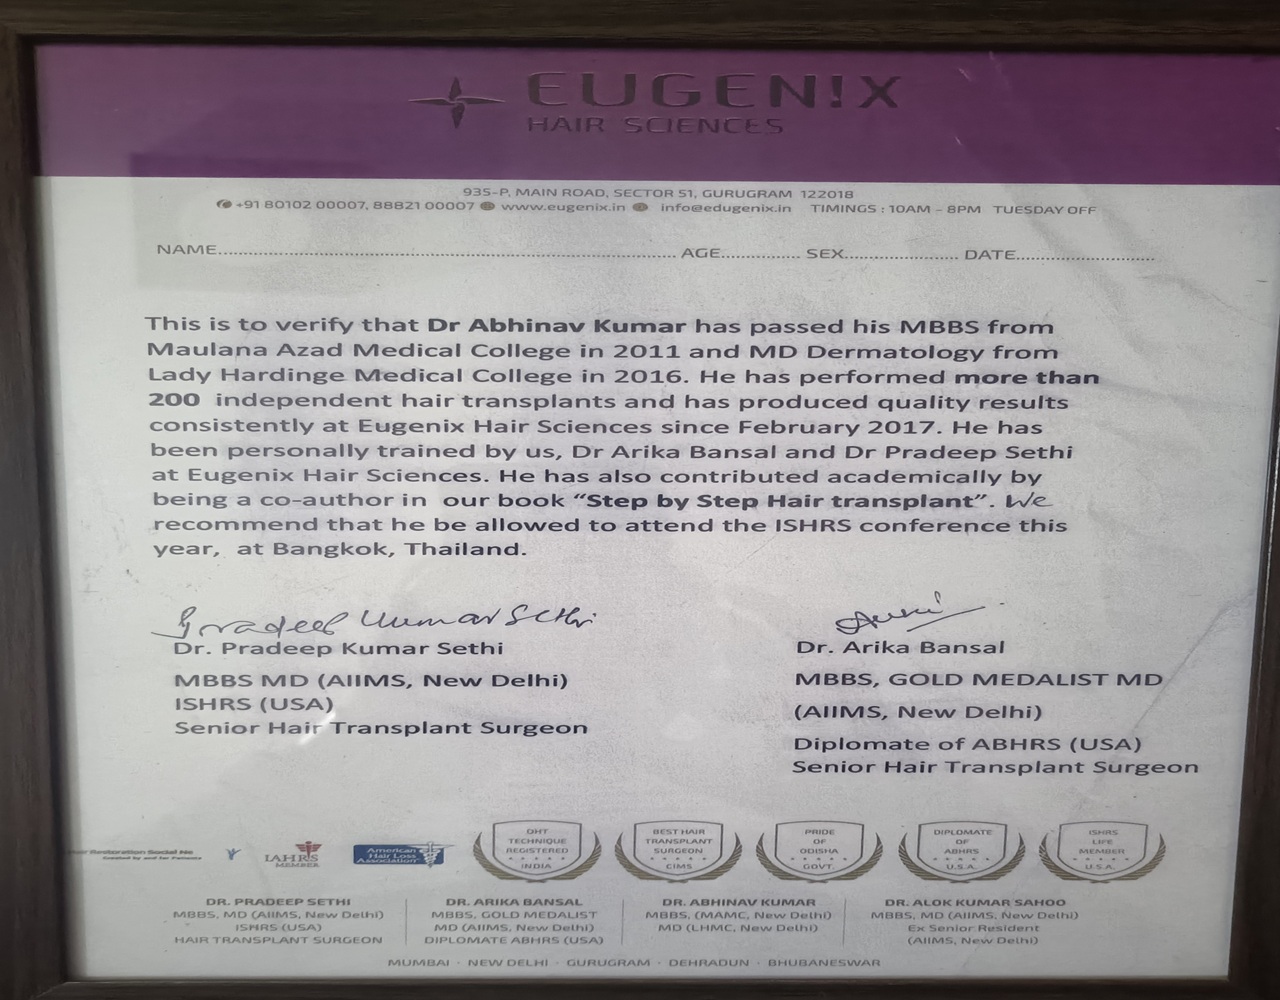 EUGEN!X
HAIR SCIENCES
935-P, MAIN ROAD, SECTOR 51, GURUGRAM 122018
+91 80102 00007, 88821 00007 www.eugenix.in info@edugenix.in TIMINGS : 10AM - 8PM TUESDAY OFF
NAME................ AGE............ SEX................ DATE................
This is to verify that Dr Abhinav Kumar has passed his MBBS from
Maulana Azad Medical College in 2011 and MD Dermatology from
Lady Hardinge Medical College in 2016. He has performed more than
200 independent hair transplants and has produced quality results
consistently at Eugenix Hair Sciences since February 2017. He has
been personally trained by us, Dr Arika Bansal and Dr Pradeep Sethi
at Eugenix Hair Sciences. He has also contributed academically by
being a co-author in our book “Step by Step Hair transplant”. We
recommend that he be allowed to attend the ISHRS conference this
year, at Bangkok, Thailand.
Pradeep Kumar Sethi
Dr. Pradeep Kumar Sethi
MBBS MD (AIIMS, New Delhi)
ISHRS (USA)
Senior Hair Transplant Surgeon
Dr. Arika Bansal
MBBS, GOLD MEDALIST MD
(AIIMS, New Delhi)
Diplomate of ABHRS (USA)
Senior Hair Transplant Surgeon
Restoration Social Ne
IAHRS
MEMBER
American
Hair Loss
Association
DHT
TECHNIQUE
REGISTERED
INDIA
BEST HAIR
TRANSPLANT
SURGEON
CIMS
PRIDE
OF
ODISHA
GOVT.
DIPLOMATE
OF
ABHRS
U.S.A.
ISHRS
LIFE
MEMBER
U.S.A.
DR. PRADEEP SETHI
MBBS, MD (AIIMS, New Delhi)
ISHRS (USA)
HAIR TRANSPLANT SURGEON
DR. ARIKA BANSAL
MBBS, GOLD MEDALIST
MD (AIIMS, New Delhi)
DIPLOMATE ABHRS (USA)
DR. ABHINAV KUMAR
MBBS, (MAMC, New Delhi)
MD (LHMC, New Delhi)
DR. ALOK KUMAR SAHOO
MBBS, MD (AIIMS, New Delhi)
Ex Senior Resident
(AIIMS, New Delhi)
MUMBAI · NEW DELHI · GURUGRAM · DEHRADUN · BHUBANESWAR